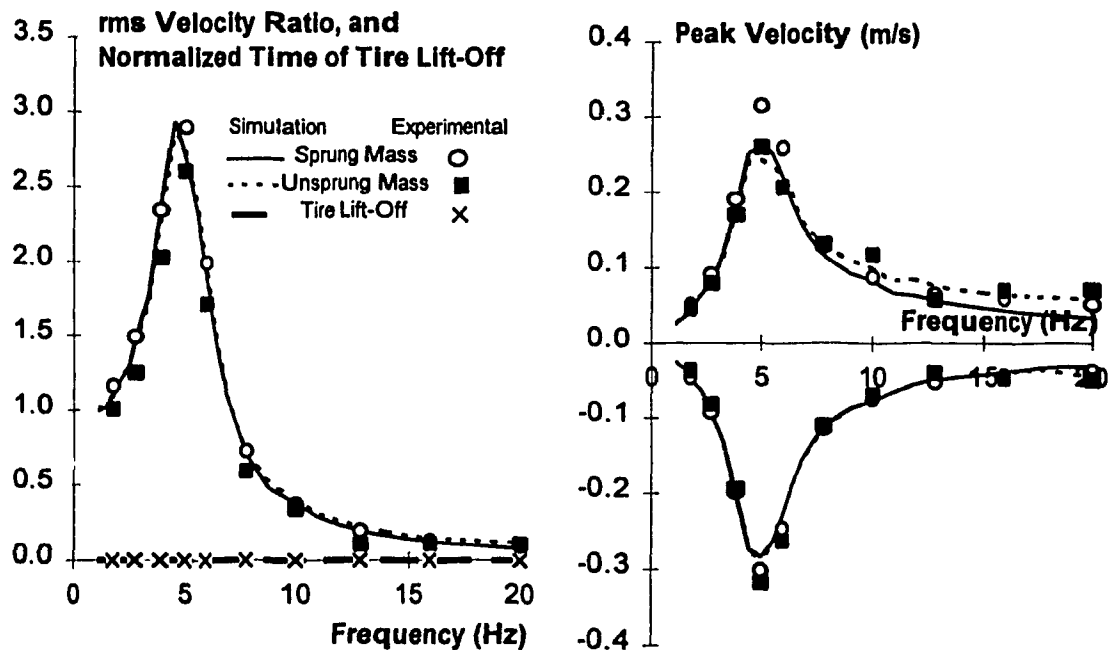 rms Velocity Ratio, and
Normalized Time of Tire Lift-Off
3.5
3.0
2.5
2.0
1.5
1.0
0.5
0.0
Simulation Experimental
Sprung Mass
Unsprung Mass
Tire Lift-Off
0 5 10 15 20
Frequency (Hz)
Peak Velocity (m/s)
0.4
0.3
0.2
0.1
0.0
-0.1
-0.2
-0.3
-0.4
Frequency (Hz)
0 5 10 15 20